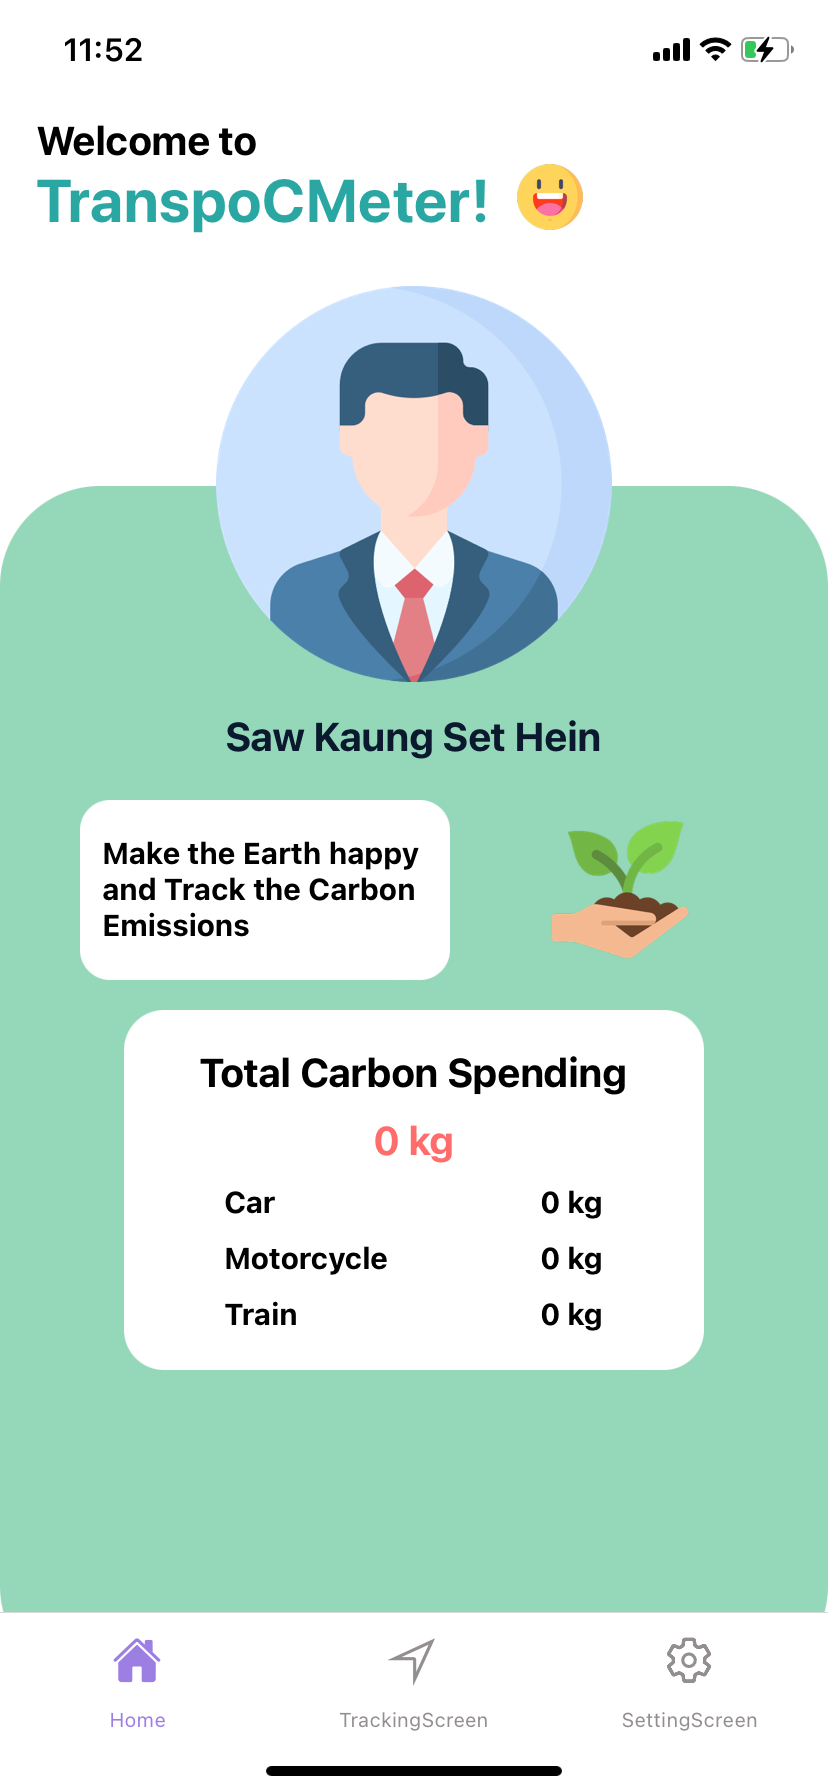 11:52
Welcome to
TranspoCMeter!
Saw Kaung Set Hein
Make the Earth happy
and Track the Carbon
Emissions
Total Carbon Spending
0 kg
Car 0 kg
Motorcycle 0 kg
Train 0 kg
Home TrackingScreen SettingScreen